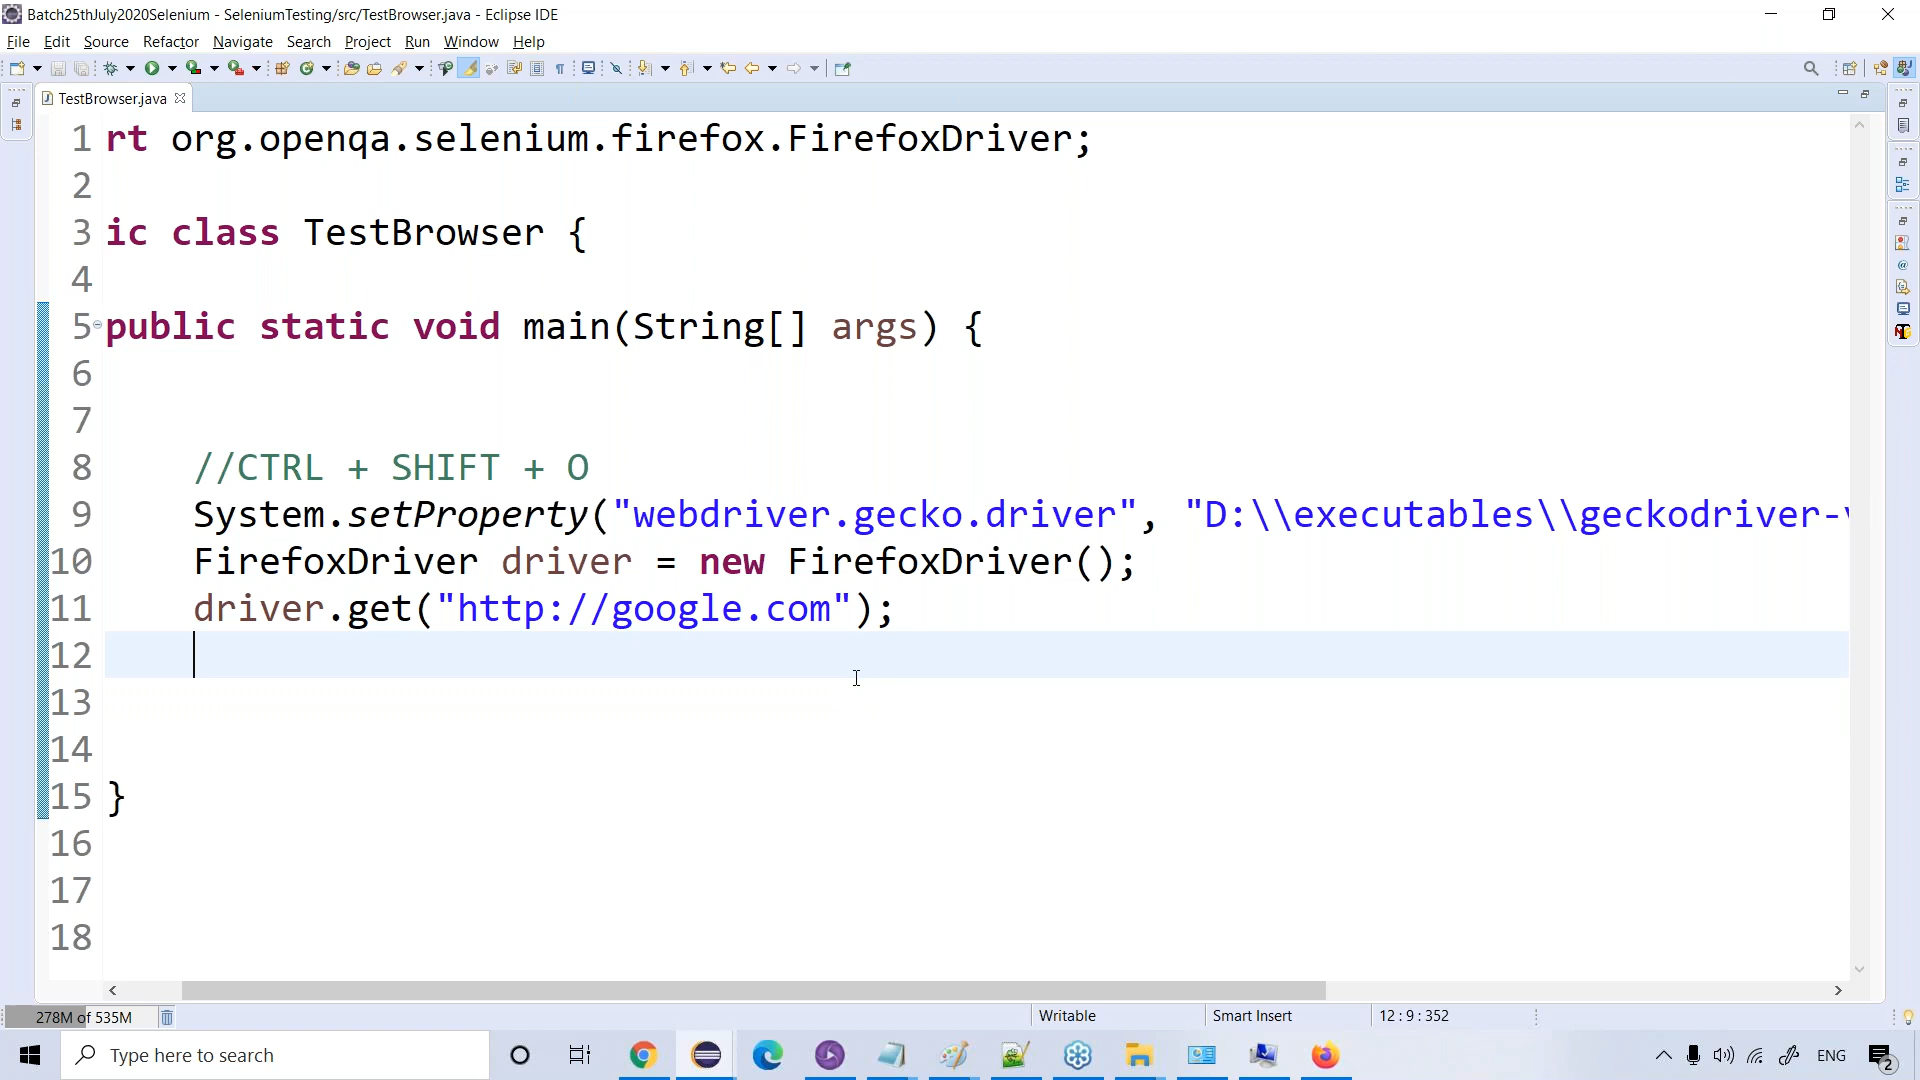 Batch25thJuly2020Selenium - SeleniumTesting/src/TestBrowser.java - Eclipse IDE
File Edit Source Refactor Navigate Search Project Run Window Help
TestBrowser.java
1 rt org.openqa.selenium.firefox.FirefoxDriver;
2
3 ic class TestBrowser {
4
5 public static void main(String[] args) {
6
7
8 //CTRL + SHIFT + O
9 System.setProperty("webdriver.gecko.driver", "D:\\executables\\geckodriver-v
10 FirefoxDriver driver = new FirefoxDriver();
11 driver.get("http://google.com");
12
13
14
15 }
16
17
18
278M of 535M Writable Smart Insert 12 : 9 : 352
Type here to search ENG 2